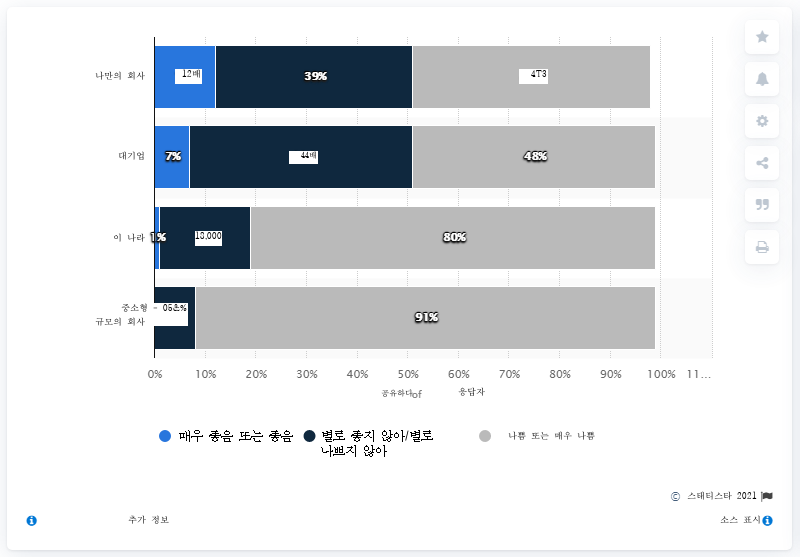 나만의 회사
12배
39%
4T3
대기업
7%
44배
48%
이 나라
1%
18,000
80%
중소형 -
규모의 회사
91%
0%
10%
20%
30%
40%
50%
60%
70%
80%
90%
100%
11…
공유하다of
응답자
매우 좋음 또는 좋음
별로 좋지 않아/별로
나쁘지 않아
나쁨 또는 매우 나쁨
© 스태티스타 2021
추가 정보
소스 표시